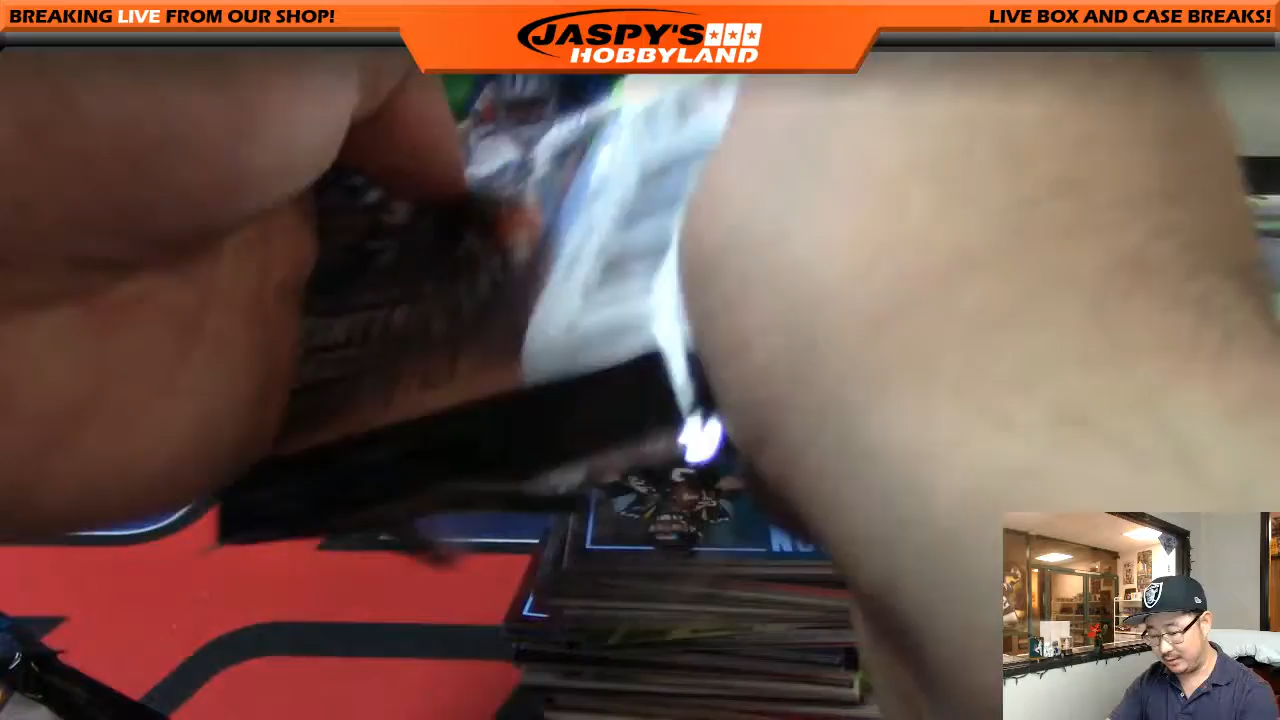 BREAKING LIVE FROM OUR SHOP!
JASPY'S
HOBBYLAND
LIVE BOX AND CASE BREAKS!